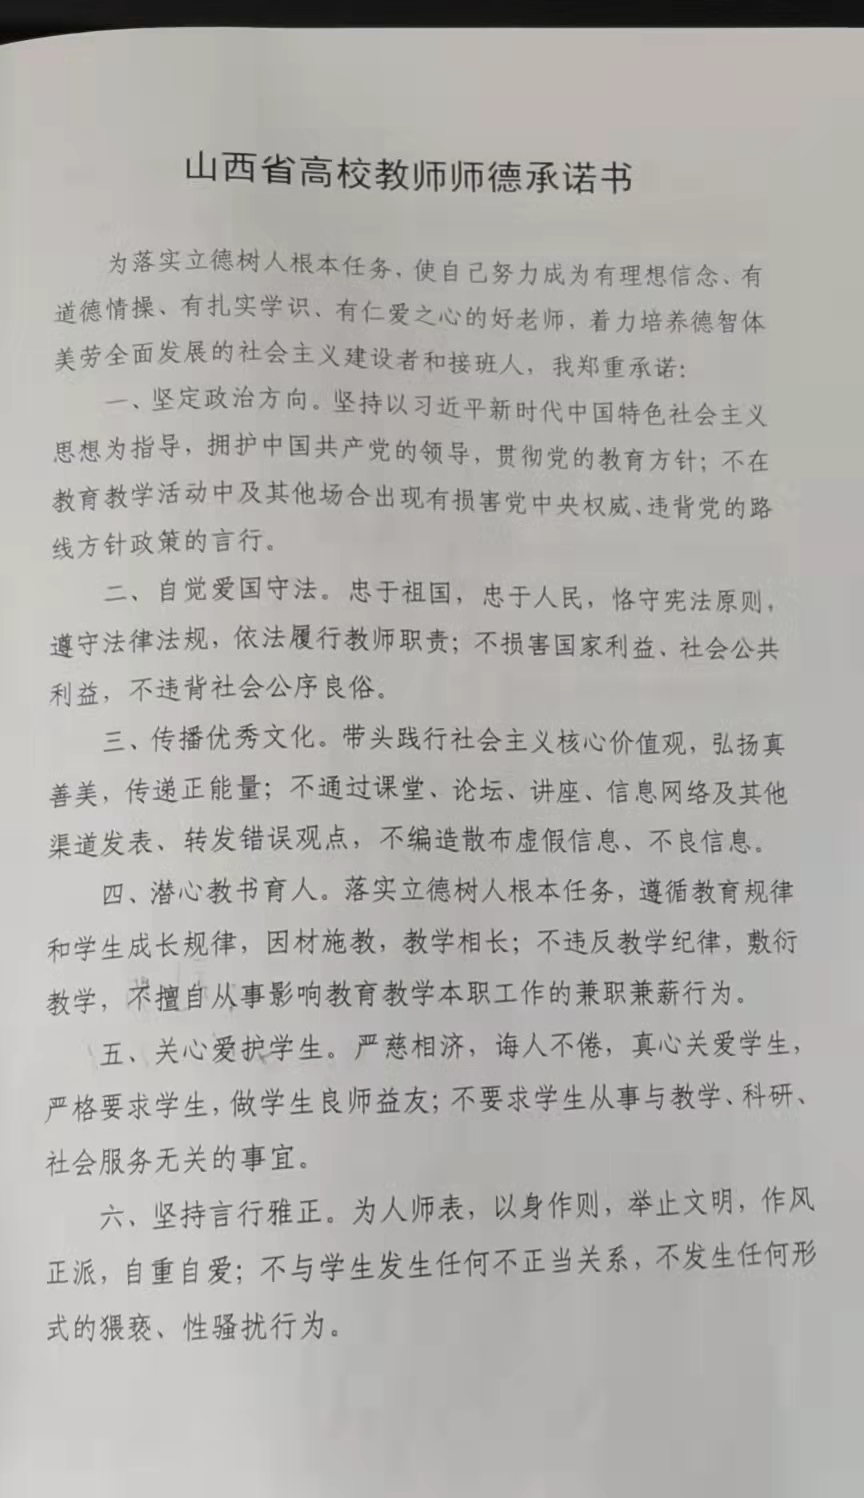 山西省高校教师师德承诺书
为落实立德树人根本任务，使自己努力成为有理想信念、有
道德情操、有扎实学识、有仁爱之心的好老师，着力培养德智体
美劳全面发展的社会主义建设者和接班人，我郑重承诺：
一、坚定政治方向。坚持以习近平新时代中国特色社会主义
思想为指导，拥护中国共产党的领导，贯彻党的教育方针；不在
教育教学活动中及其他场合出现有损害党中央权威、违背党的路
线方针政策的言行。
二、自觉爱国守法。忠于祖国，忠于人民，恪守宪法原则，
遵守法律法规，依法履行教师职责；不损害国家利益、社会公共
利益，不违背社会公序良俗。
三、传播优秀文化。带头践行社会主义核心价值观，弘扬真
善美，传递正能量；不通过课堂、论坛、讲座、信息网络及其他
渠道发表、转发错误观点，不编造散布虚假信息、不良信息。
四、潜心教书育人。落实立德树人根本任务，遵循教育规律
和学生成长规律，因材施教，教学相长；不违反教学纪律，敷衍
教学，不擅自从事影响教育教学本职工作的兼职兼薪行为。
五、关心爱护学生。严慈相济，诲人不倦，真心关爱学生，
严格要求学生，做学生良师益友；不要求学生从事与教学、科研、
社会服务无关的事宜。
六、坚持言行雅正。为人师表，以身作则，举止文明，作风
正派，自重自爱；不与学生发生任何不正当关系，不发生任何形
式的猥亵、性骚扰行为。